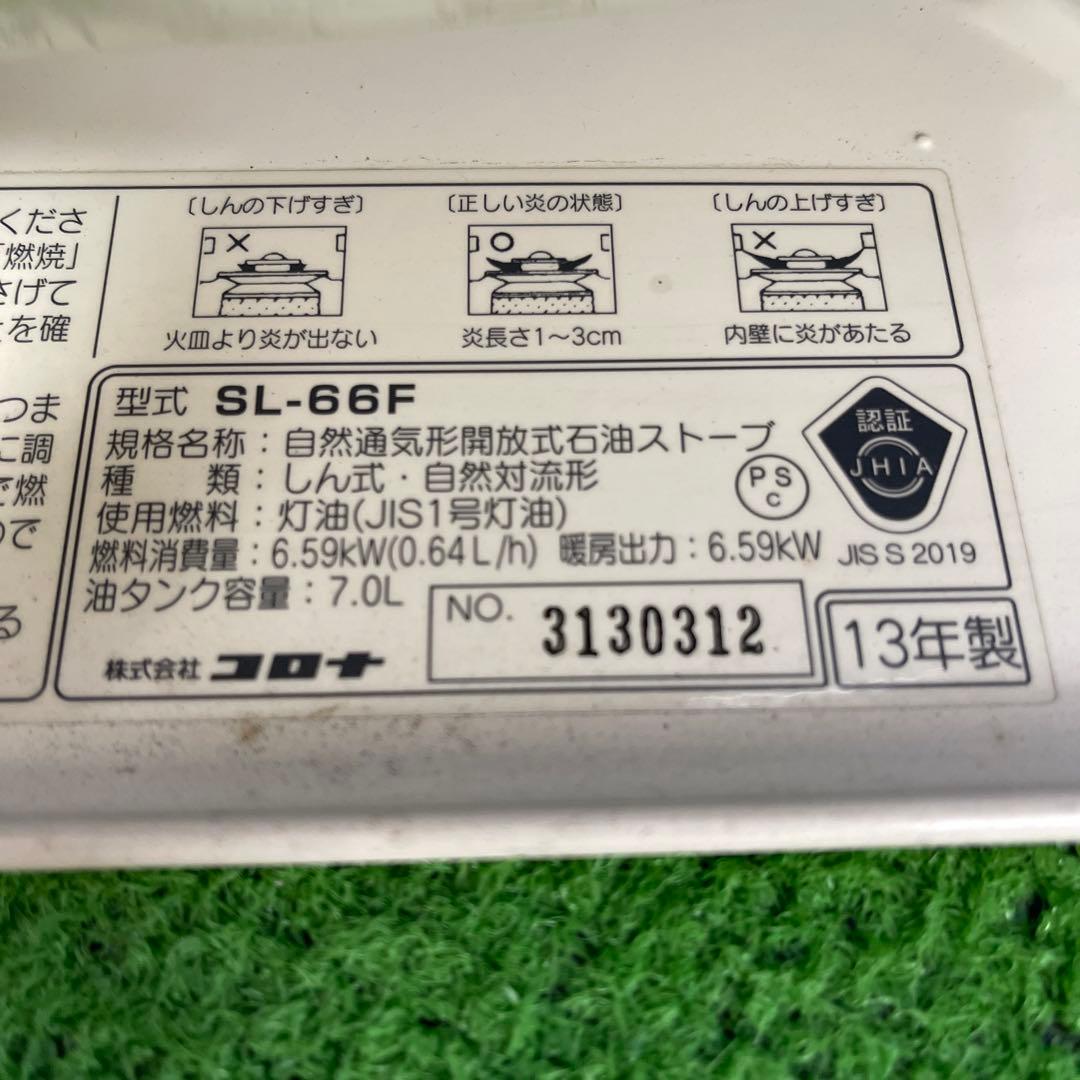 くださ
「燃焼」
さげて
を確
つま
に調
で燃
ので
る
〔しんの下げすぎ〕
火皿より炎が出ない
〔正しい炎の状態〕
炎長さ1〜3cm
〔しんの上げすぎ〕
内壁に炎があたる
型式 SL-66F
規格名称：自然通気形開放式石油ストーブ
種 類：しん式・自然対流形
使用燃料：灯油(JIS1号灯油)
燃料消費量：6.59kW(0.64L/h) 暖房出力：6.59kW
油タンク容量：7.0L
PS
C
認証
JHIA
JIS S 2019
NO. 3130312
13年製
株式会社 コロナ